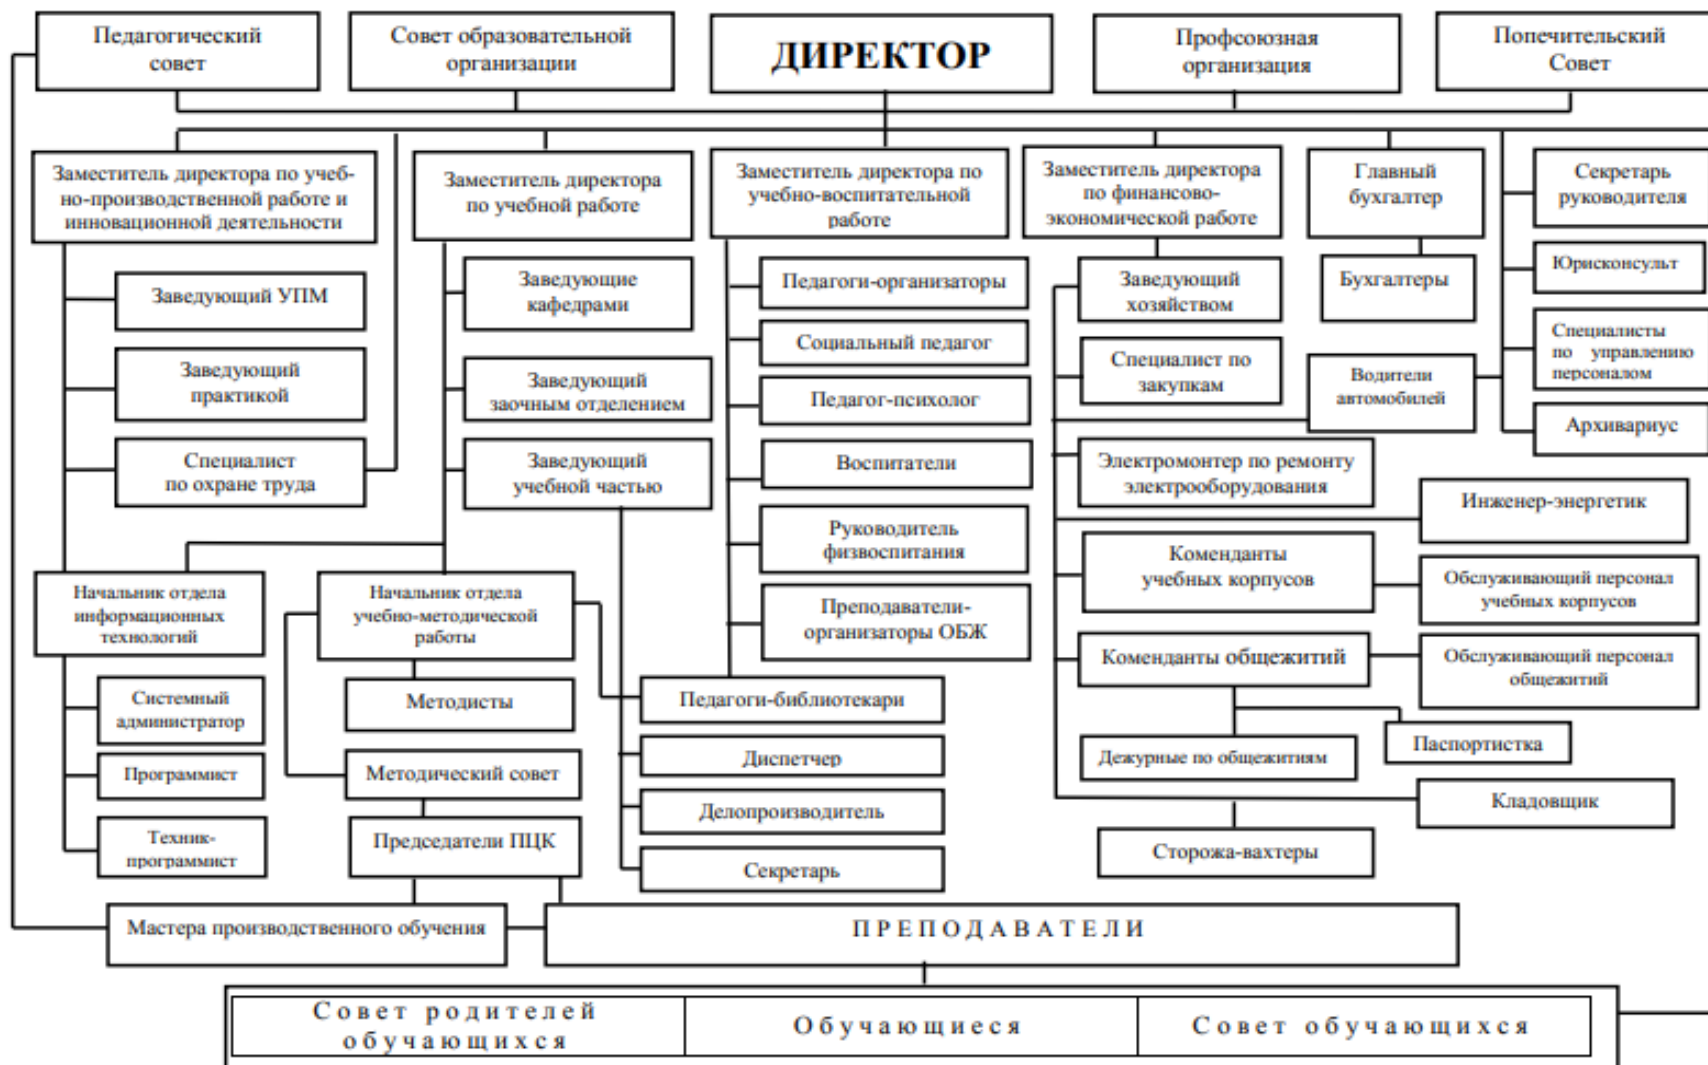 Педагогический
совет
Совет образовательной
организации
ДИРЕКТОР
Профсоюзная
организация
Попечительский
Совет
Заместитель директора по учеб-
но-производственной работе и
инновационной деятельности
Заместитель директора
по учебной работе
Заместитель директора по
учебно-воспитательной
работе
Заместитель директора
по финансово-
экономической работе
Главный
бухгалтер
Секретарь
руководителя
Заведующий УПМ
Заведующий
практикой
Специалист
по охране труда
Заведующие
кафедрами
Заведующий
заочным отделением
Заведующий
учебной частью
Педагоги-организаторы
Социальный педагог
Педагог-психолог
Воспитатели
Руководитель
физвоспитания
Преподаватели-
организаторы ОБЖ
Заведующий
хозяйством
Специалист по
закупкам
Бухгалтеры
Водители
автомобилей
Юрисконсульт
Специалисты
по управлению
персоналом
Архивариус
Электромонтер по ремонту
электрооборудования
Инженер-энергетик
Коменданты
учебных корпусов
Обслуживающий персонал
учебных корпусов
Коменданты общежитий
Обслуживающий персонал
общежитий
Начальник отдела
информационных
технологий
Начальник отдела
учебно-методической
работы
Системный
администратор
Программист
Техник-
программист
Методисты
Методический совет
Председатели ПЦК
Педагоги-библиотекари
Диспетчер
Делопроизводитель
Секретарь
Дежурные по общежитиям
Паспортистка
Кладовщик
Сторожа-вахтеры
Мастера производственного обучения
ПРЕПОДАВАТЕЛИ
Совет родителей
обучающихся
Обучающиеся
Совет обучающихся